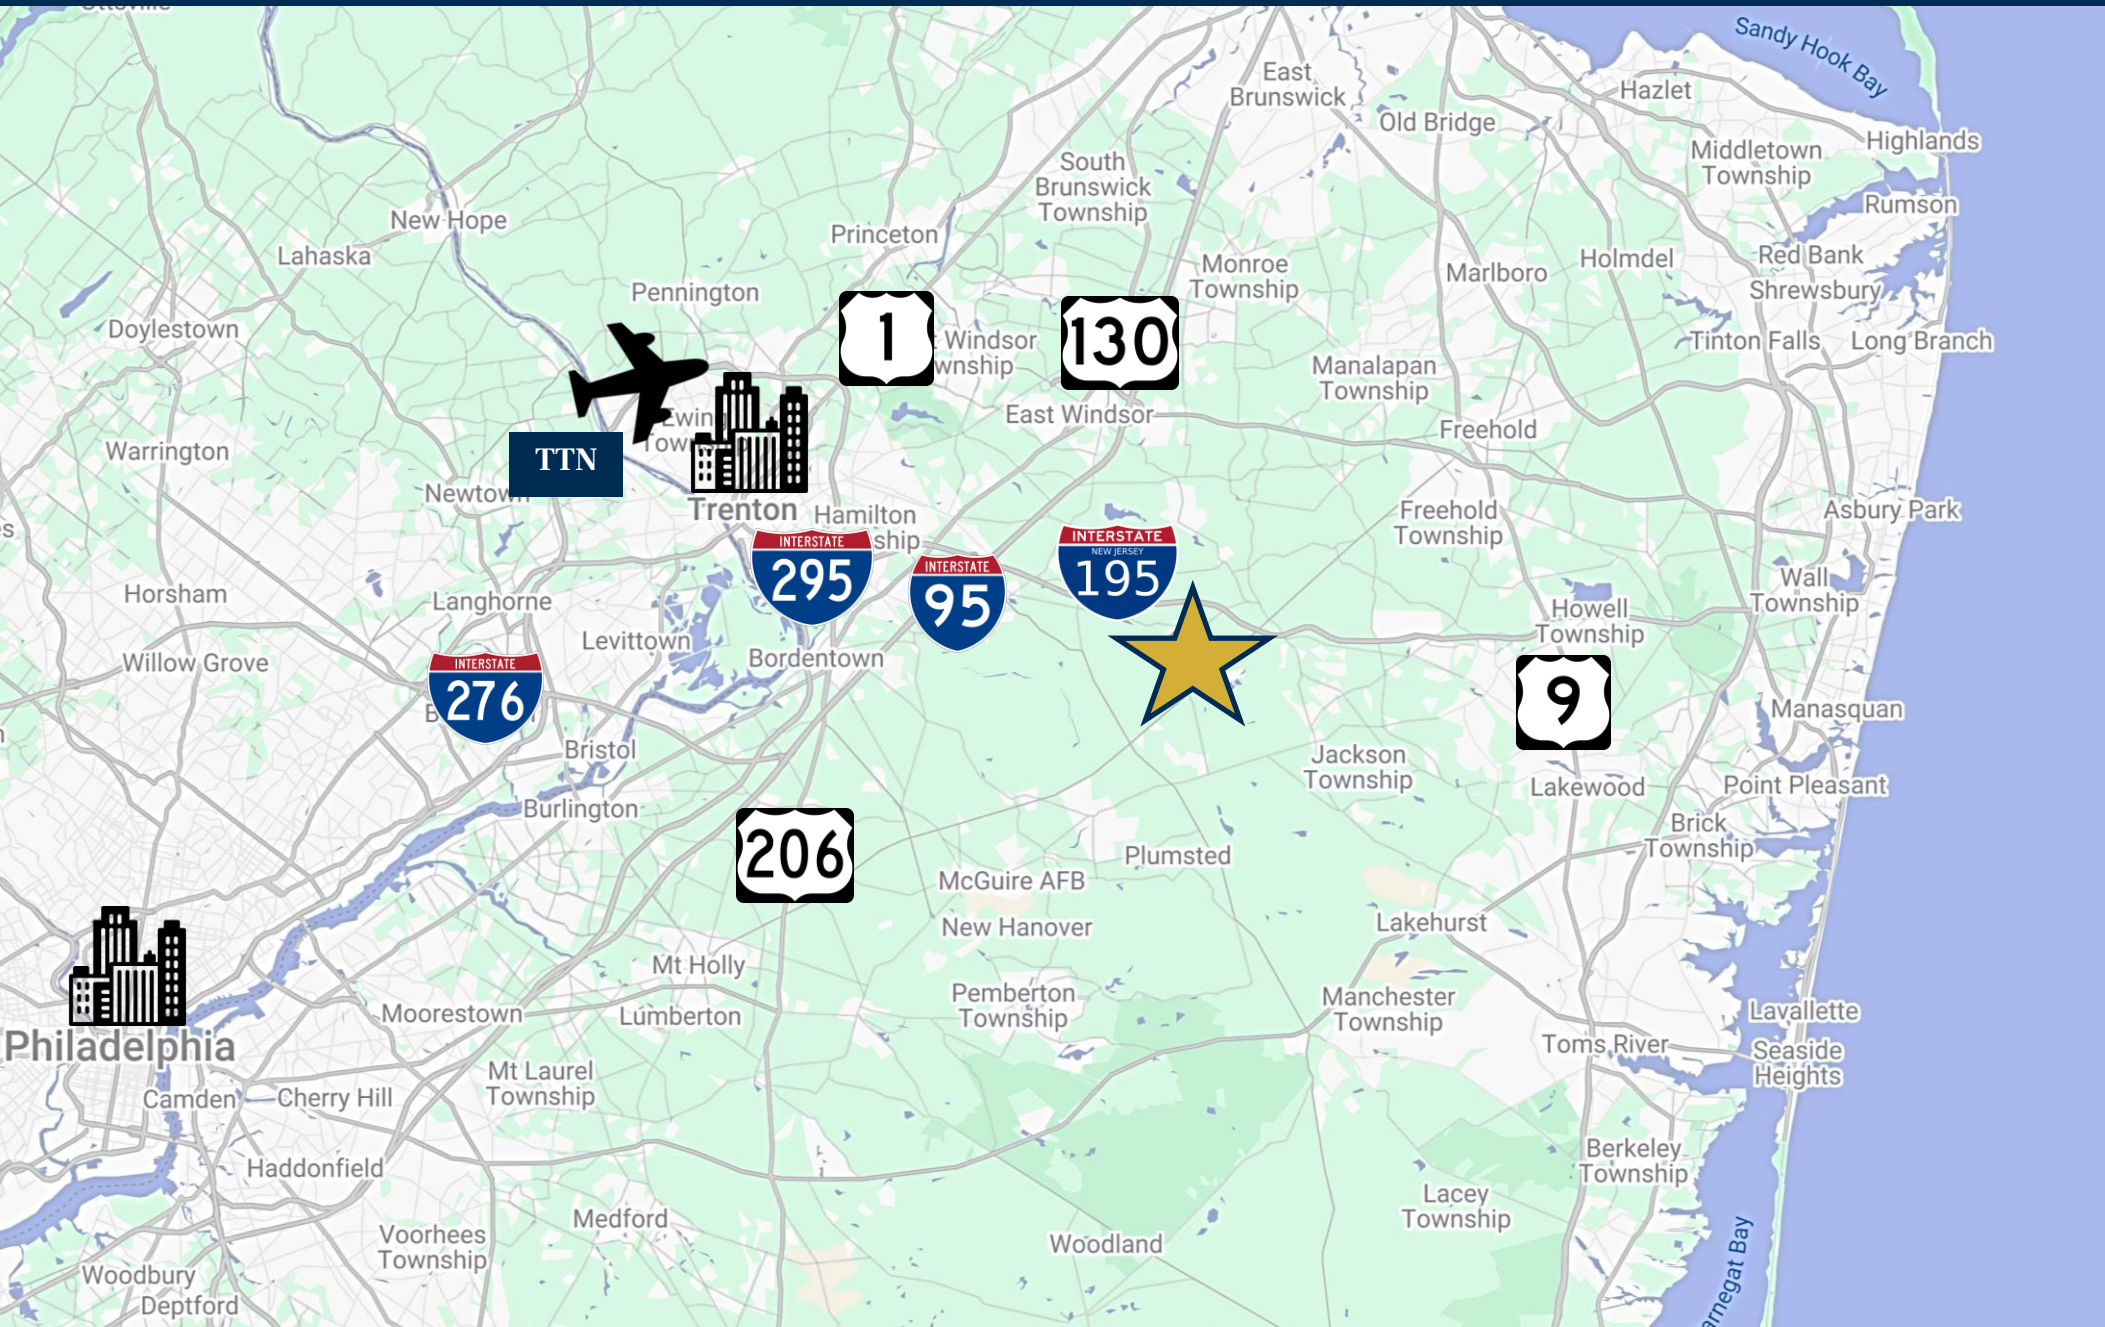 Sandy Hook Bay
East
Brunswick
Hazlet
Old Bridge
Highlands
Middletown
Township
South
Brunswick
Township
Rumson
New Hope
Princeton
Lahaska
Red Bank
Holmdel
Monroe
Township
Marlboro
Pennington
Shrewsbury
Doylestown
1
130
Windsor
wnship
Tinton Falls
Long Branch
Manalapan
Township
East Windsor
Ewing
Freehold
Warrington
TTN
Newtown
Trenton
Hamilton
ship
Freehold
Township
Asbury Park
INTERSTATE
295
INTERSTATE
95
INTERSTATE
NEW JERSEY
195
Wall
Township
Horsham
Langhorne
Howell
Township
Levittown
Willow Grove
Bordentown
INTERSTATE
276
9
Manasquan
Bristol
Jackson
Township
Lakewood
Point Pleasant
Burlington
Brick
Township
206
Plumsted
McGuire AFB
New Hanover
Lakehurst
Mt Holly
Pemberton
Township
Manchester
Township
Moorestown
Lumberton
Lavallette
Philadelphia
Toms River
Seaside
Heights
Mt Laurel
Township
Camden
Cherry Hill
Berkeley
Township
Haddonfield
Lacey
Township
Medford
Voorhees
Township
Woodland
Woodbury
Deptford
arnegat Bay